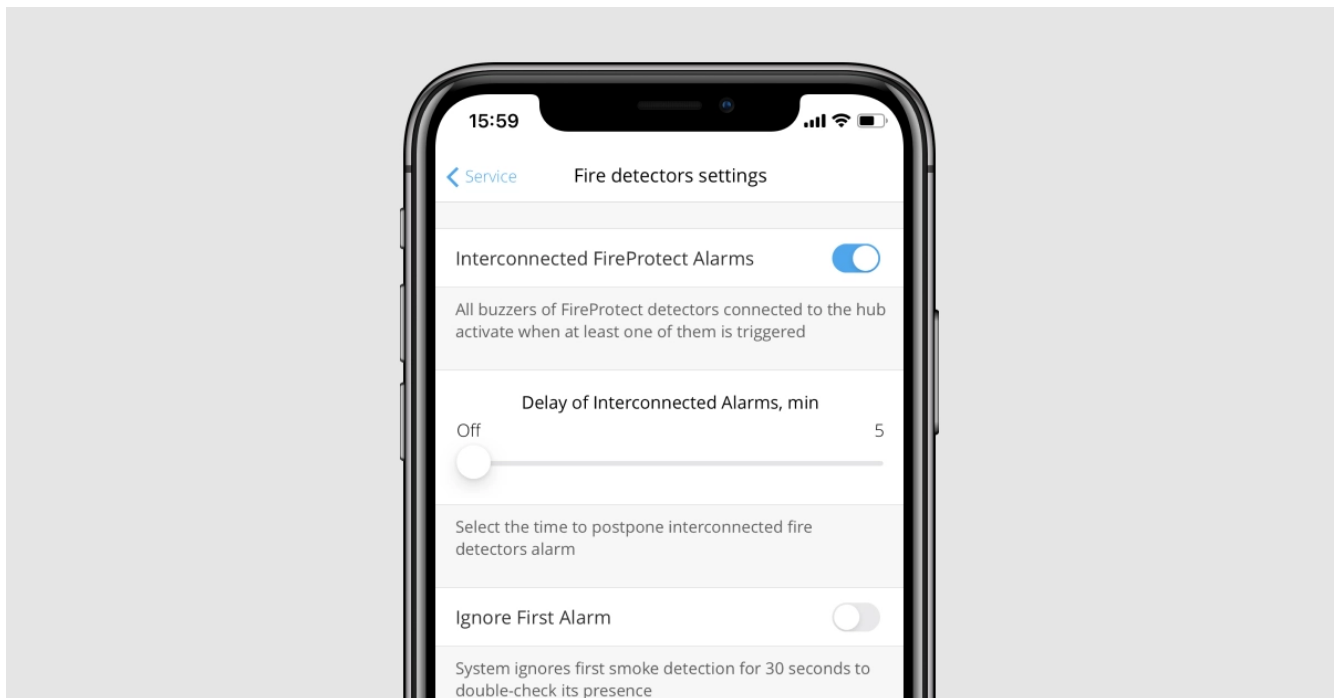 15:59
Service
Fire detectors settings
Interconnected FireProtect Alarms
All buzzers of FireProtect detectors connected to the hub
activate when at least one of them is triggered
Delay of Interconnected Alarms, min
Off 5
Select the time to postpone interconnected fire
detectors alarm
Ignore First Alarm
System ignores first smoke detection for 30 seconds to
double-check its presence